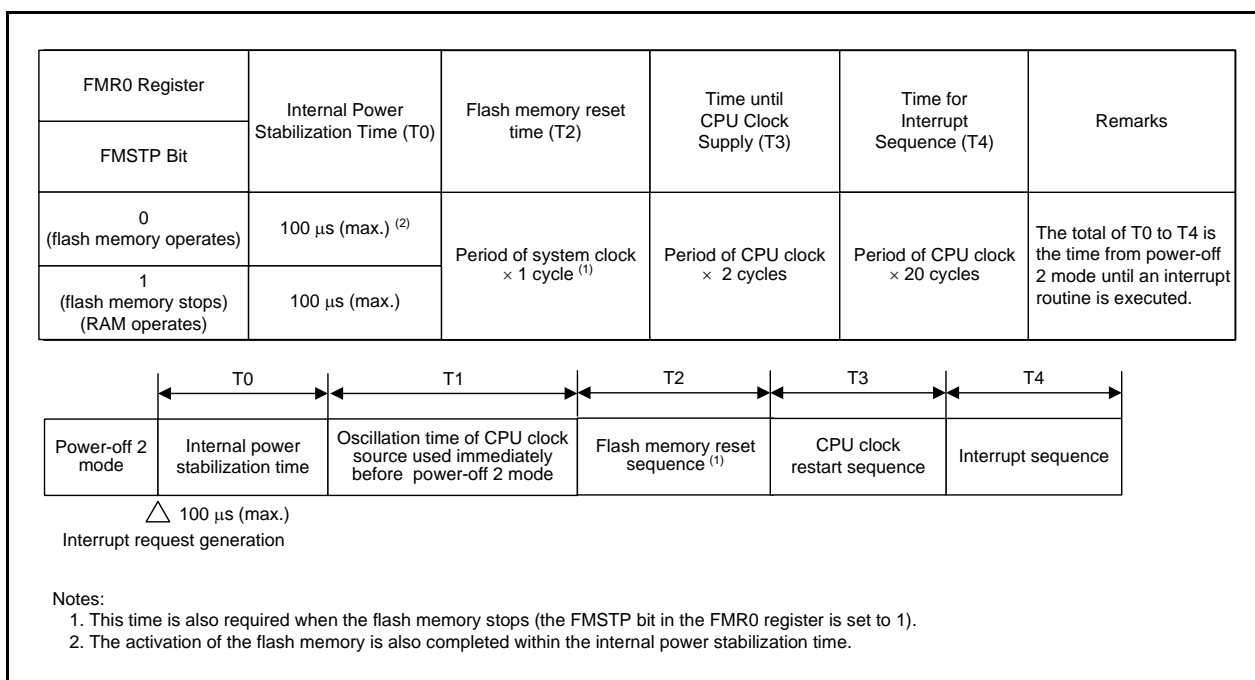 FMR0 Register
FMSTP Bit
Internal Power
Stabilization Time (T0)
Flash memory reset
time (T2)
Time until
CPU Clock
Supply (T3)
Time for
Interrupt
Sequence (T4)
Remarks
0
(flash memory operates)
100 μs (max.) (2)
1
(flash memory stops)
(RAM operates)
100 μs (max.)
Period of system clock
× 1 cycle (1)
Period of CPU clock
× 2 cycles
Period of CPU clock
× 20 cycles
The total of T0 to T4 is
the time from power-off
2 mode until an interrupt
routine is executed.
T0
T1
T2
T3
T4
Power-off 2
mode
Internal power
stabilization time
Oscillation time of CPU clock
source used immediately
before power-off 2 mode
Flash memory reset
sequence (1)
CPU clock
restart sequence
Interrupt sequence
100 μs (max.)
Interrupt request generation
Notes:
1. This time is also required when the flash memory stops (the FMSTP bit in the FMR0 register is set to 1).
2. The activation of the flash memory is also completed within the internal power stabilization time.